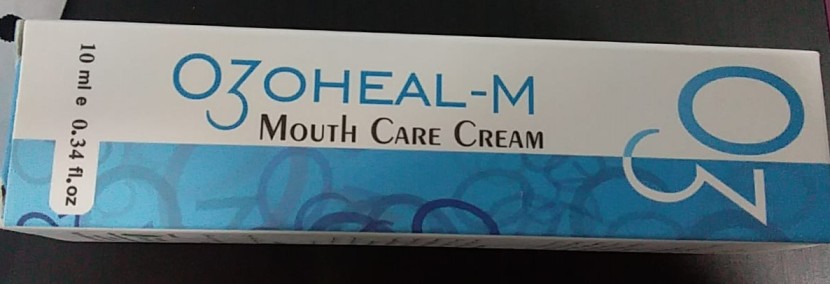 10 ml e 0.34 fl.oz
OZOHEAL-M
MOUTH CARE CREAM
O3